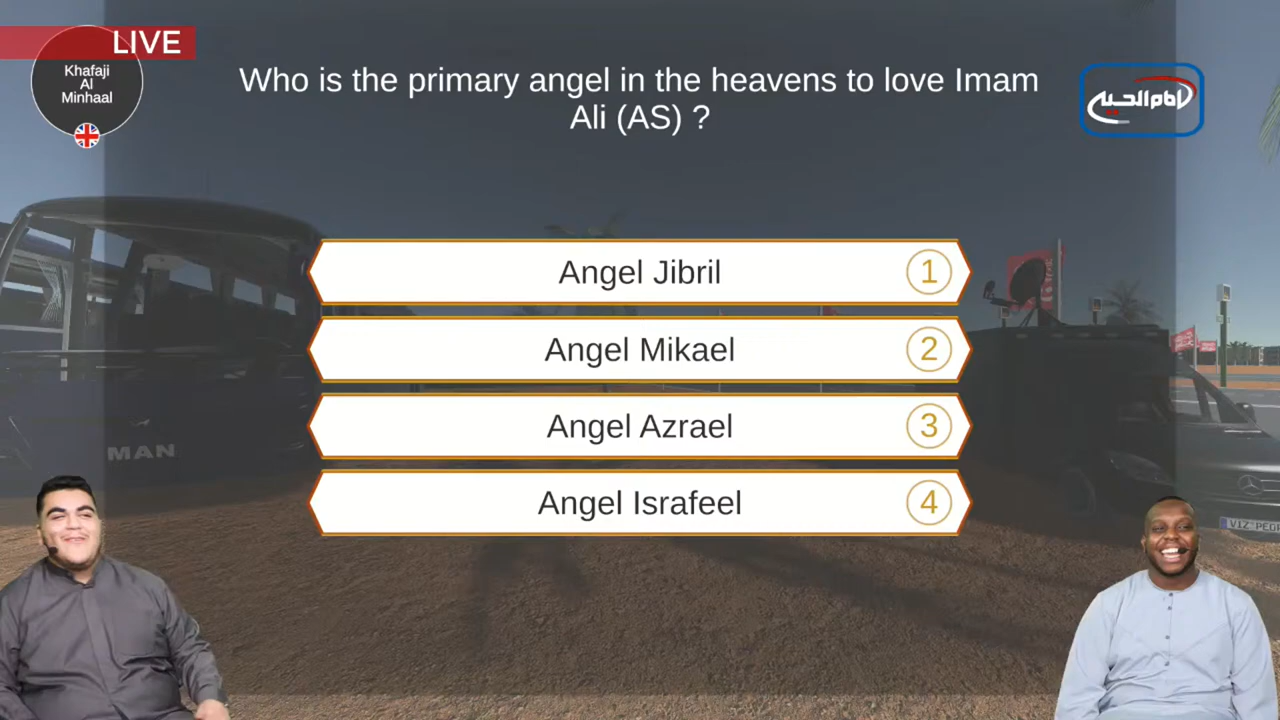 LIVE
Khafaji
Al
Minhaal
Who is the primary angel in the heavens to love Imam
Ali (AS) ?
Angel Jibril 1
Angel Mikael 2
Angel Azrael 3
Angel Israfeel 4
MAN